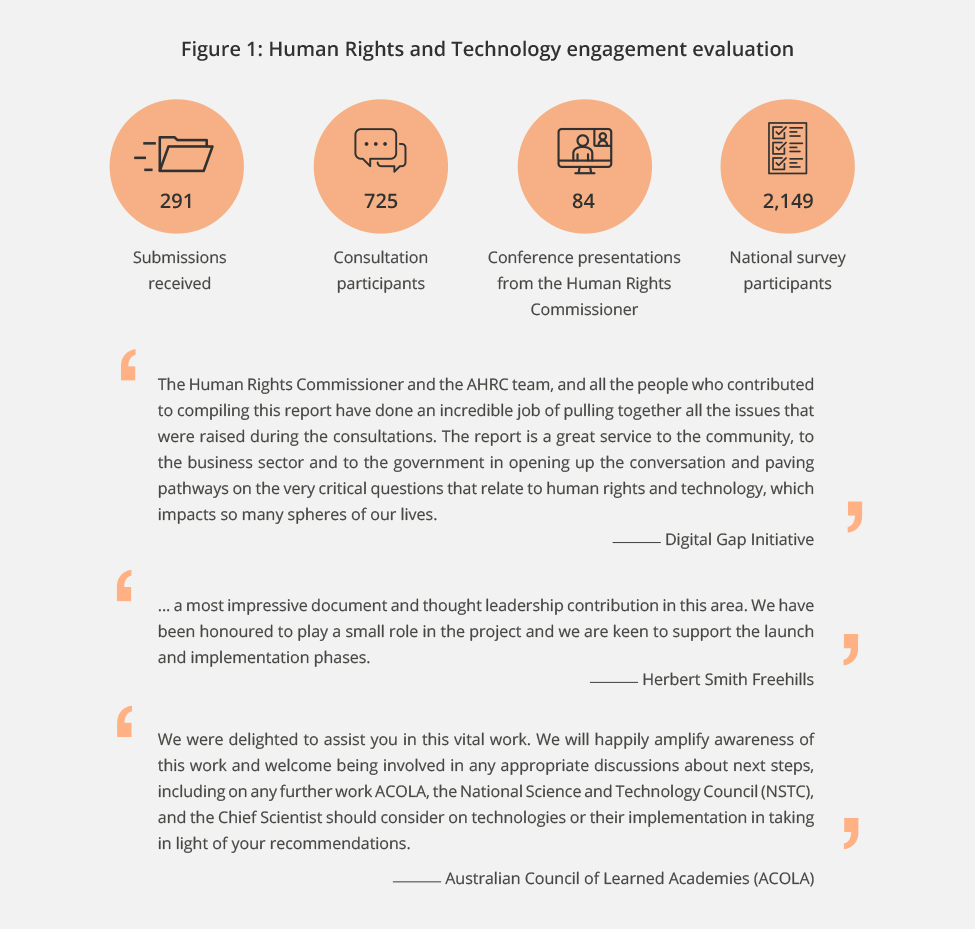 Figure 1: Human Rights and Technology engagement evaluation
291
725
84
2,149
Submissions
received
Consultation
participants
Conference presentations
from the Human Rights
Commissioner
National survey
participants
‘
The Human Rights Commissioner and the AHRC team, and all the people who contributed
to compiling this report have done an incredible job of pulling together all the issues that
were raised during the consultations. The report is a great service to the community, to
the business sector and to the government in opening up the conversation and paving
pathways on the very critical questions that relate to human rights and technology, which
impacts so many spheres of our lives.
’
Digital Gap Initiative
‘
... a most impressive document and thought leadership contribution in this area. We have
been honoured to play a small role in the project and we are keen to support the launch
and implementation phases.
’
Herbert Smith Freehills
‘
We were delighted to assist you in this vital work. We will happily amplify awareness of
this work and welcome being involved in any appropriate discussions about next steps,
including on any further work ACOLA, the National Science and Technology Council (NSTC),
and the Chief Scientist should consider on technologies or their implementation in taking
in light of your recommendations.
’
Australian Council of Learned Academies (ACOLA)